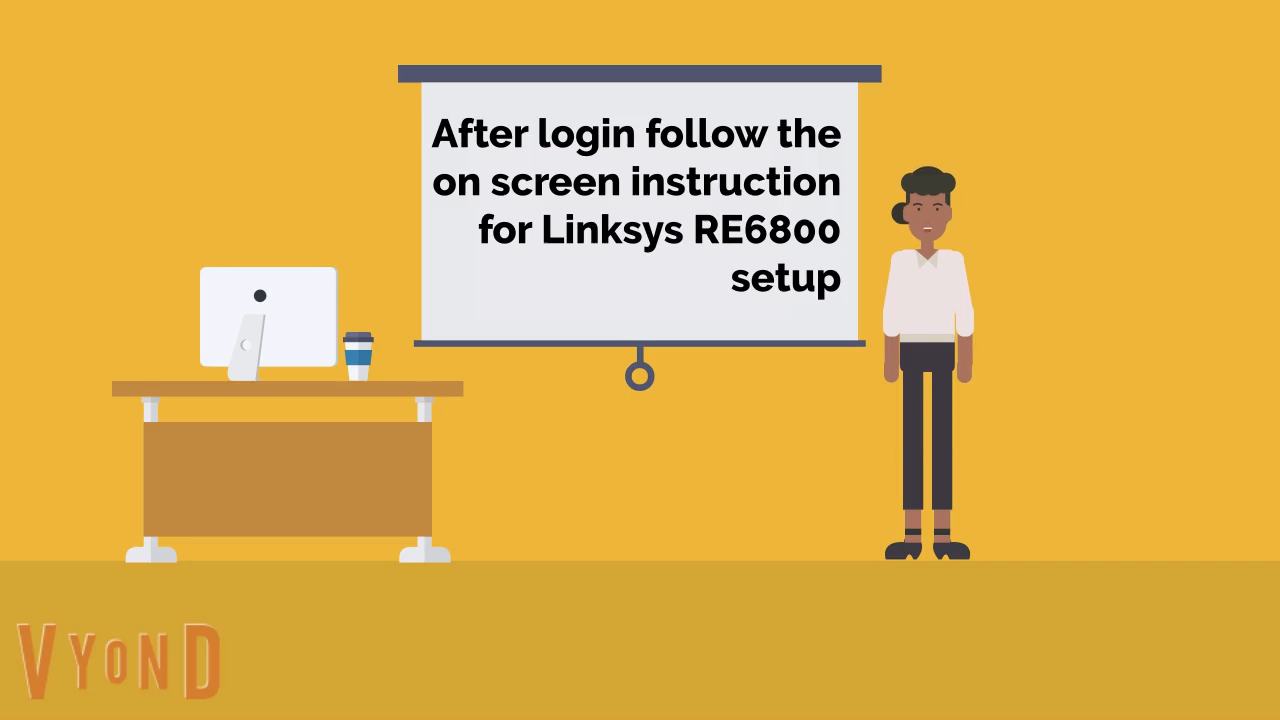 After login follow the
on screen instruction
for Linksys RE6800
setup
VYOND